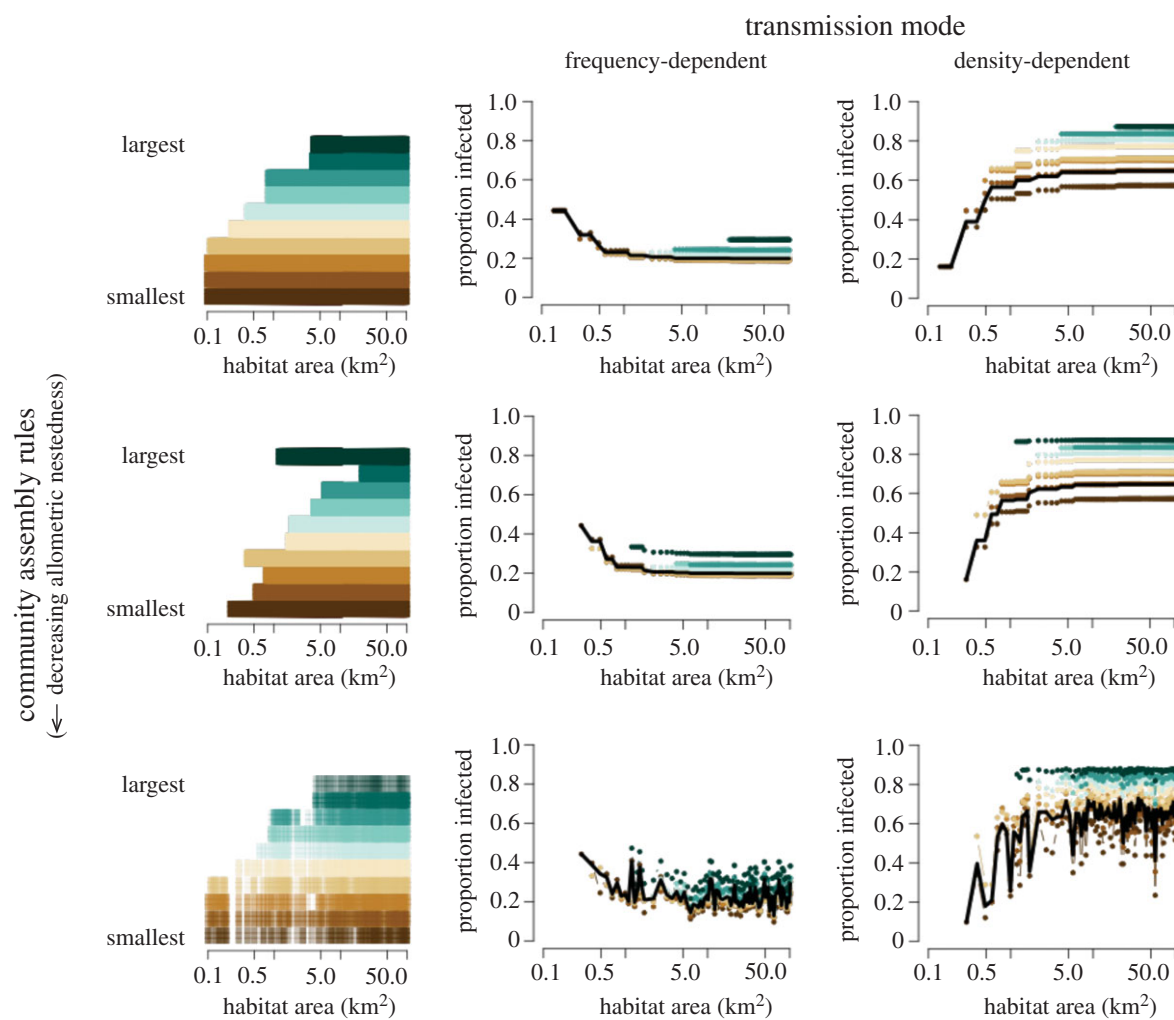 transmission mode
frequency-dependent
density-dependent
community assembly rules
(← decreasing allometric nestedness)
largest
smallest
0.1 0.5 5.0 50.0
habitat area (km²)
proportion infected
1.0
0.8
0.6
0.4
0.2
0
0.1 0.5 5.0 50.0
habitat area (km²)
proportion infected
1.0
0.8
0.6
0.4
0.2
0
0.1 0.5 5.0 50.0
habitat area (km²)
largest
smallest
0.1 0.5 5.0 50.0
habitat area (km²)
proportion infected
1.0
0.8
0.6
0.4
0.2
0
0.1 0.5 5.0 50.0
habitat area (km²)
proportion infected
1.0
0.8
0.6
0.4
0.2
0
0.1 0.5 5.0 50.0
habitat area (km²)
largest
smallest
0.1 0.5 5.0 50.0
habitat area (km²)
proportion infected
1.0
0.8
0.6
0.4
0.2
0
0.1 0.5 5.0 50.0
habitat area (km²)
proportion infected
1.0
0.8
0.6
0.4
0.2
0
0.1 0.5 5.0 50.0
habitat area (km²)